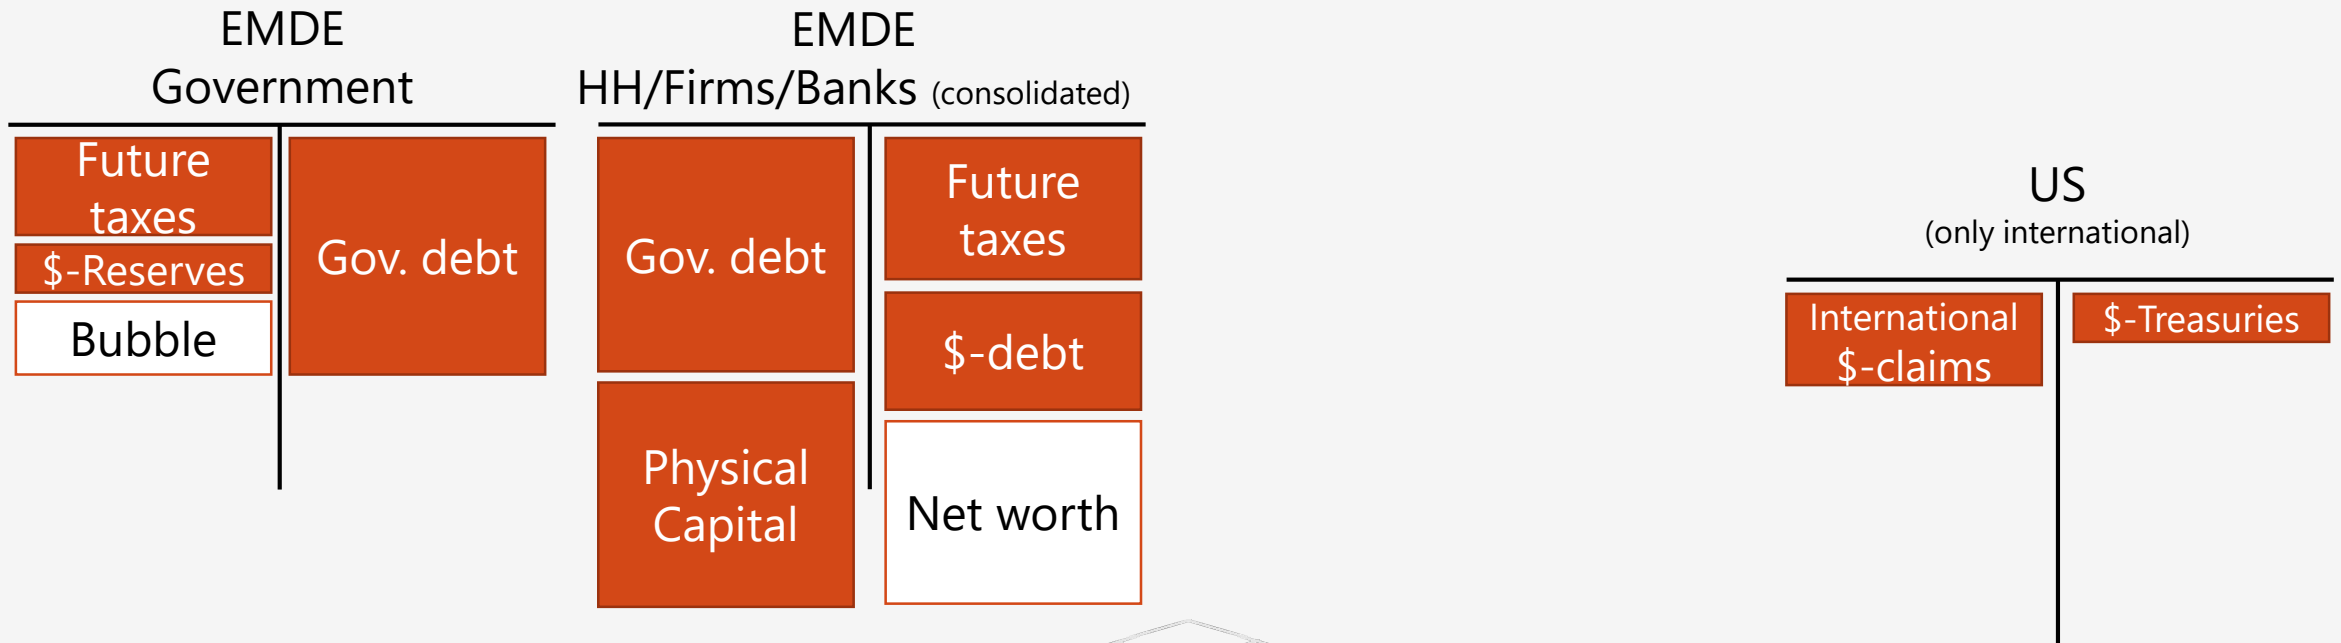 EMDE
Government
Future
taxes
$-Reserves
Bubble
Gov. debt
EMDE
HH/Firms/Banks (consolidated)
Gov. debt
Physical
Capital
Future
taxes
$-debt
Net worth
US
(only international)
International
$-claims
$-Treasuries